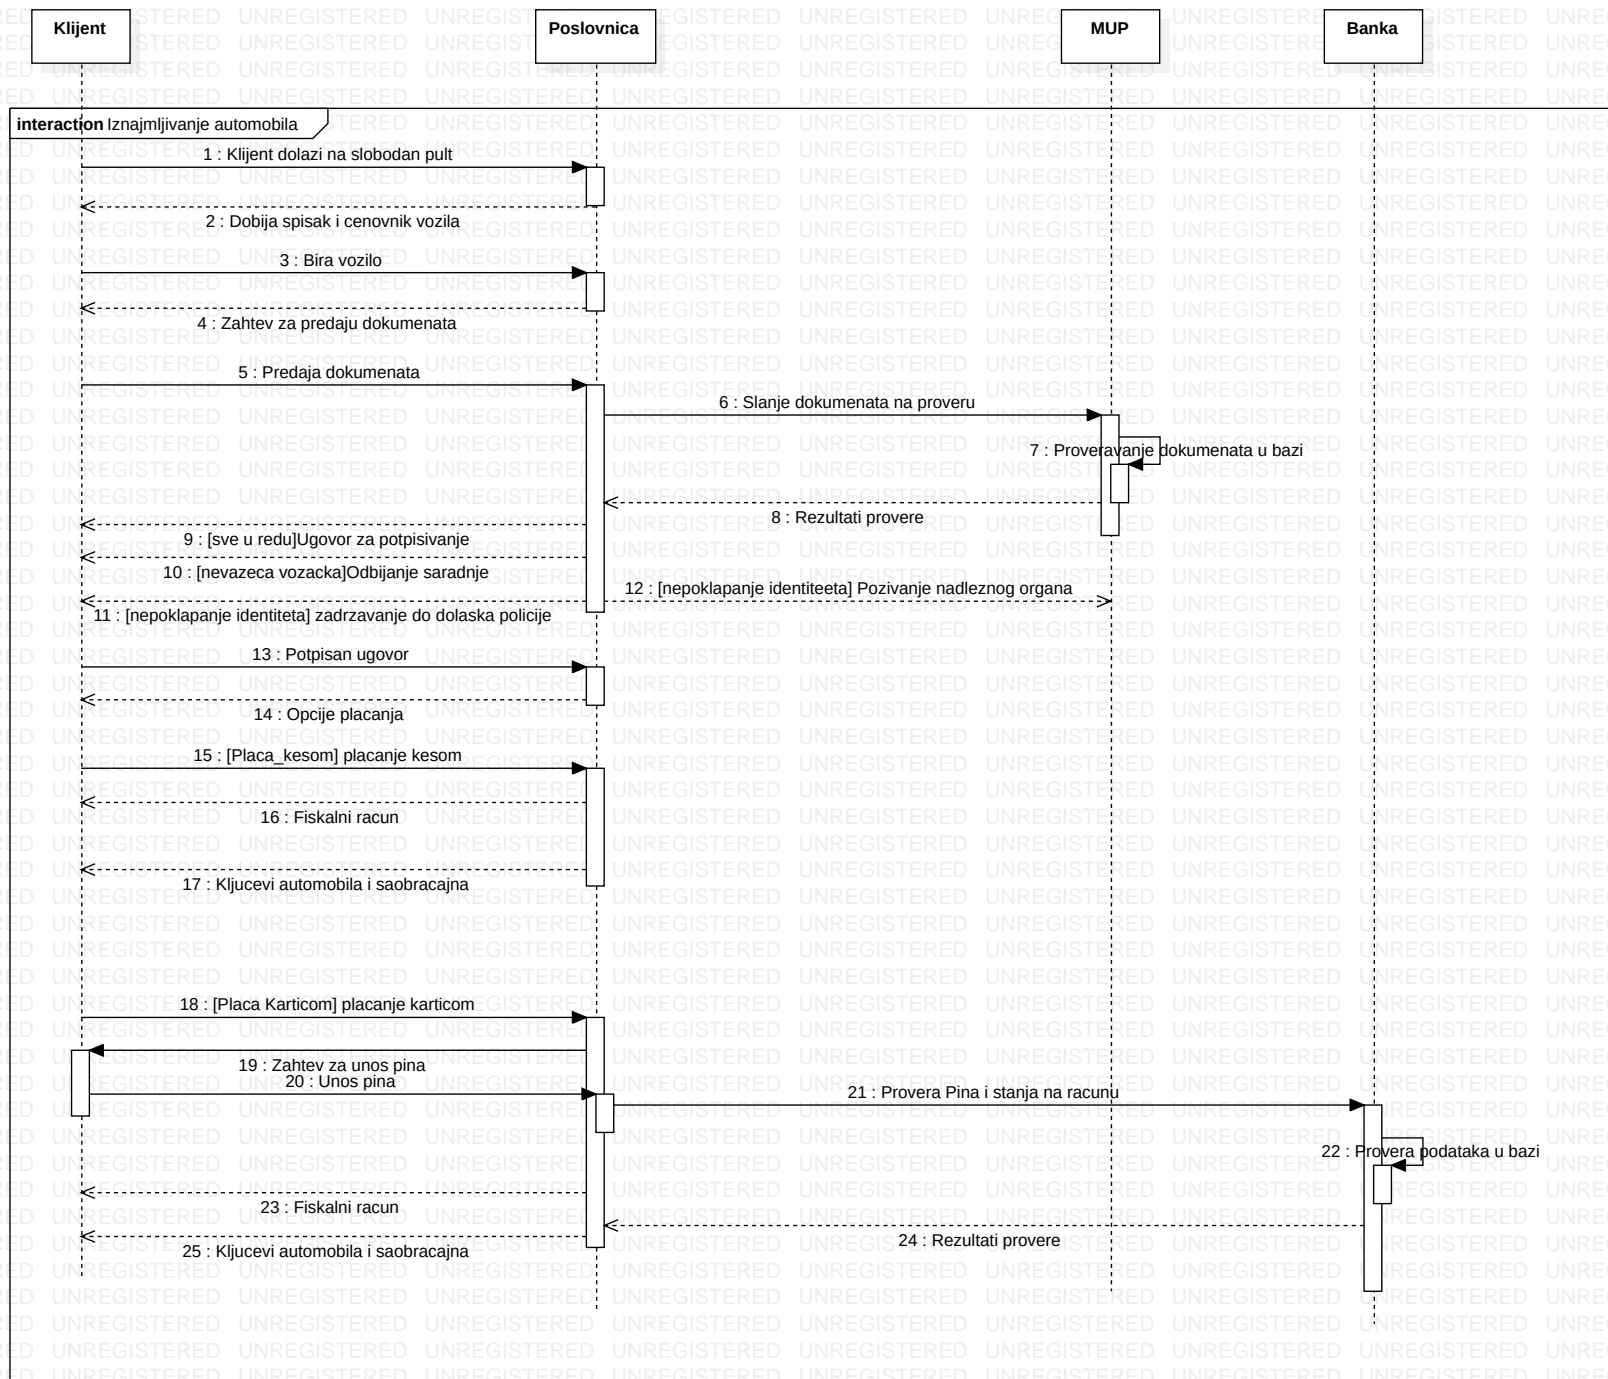 Klijent
Poslovnica
MUP
Banka
interaction Iznajmljivanje automobila
1 : Klijent dolazi na slobodan pult
2 : Dobija spisak i cenovnik vozila
3 : Bira vozilo
4 : Zahtev za predaju dokumenata
5 : Predaja dokumenata
6 : Slanje dokumenata na proveru
7 : Proveravanje dokumenata u bazi
8 : Rezultati provere
9 : [sve u redu]Ugovor za potpisivanje
10 : [nevazeca vozacka]Odbijanje saradnje
12 : [nepoklapanje identiteeta] Pozivanje nadleznog organa
11 : [nepoklapanje identiteta] zadrzavanje do dolaska policije
13 : Potpisan ugovor
14 : Opcije placanja
15 : [Placa_kesom] placanje kesom
16 : Fiskalni racun
17 : Kljucevi automobila i saobracajna
18 : [Placa Karticom] placanje karticom
19 : Zahtev za unos pina
20 : Unos pina
21 : Provera Pina i stanja na racunu
22 : Provera podataka u bazi
23 : Fiskalni racun
24 : Rezultati provere
25 : Kljucevi automobila i saobracajna
UNREGISTERED